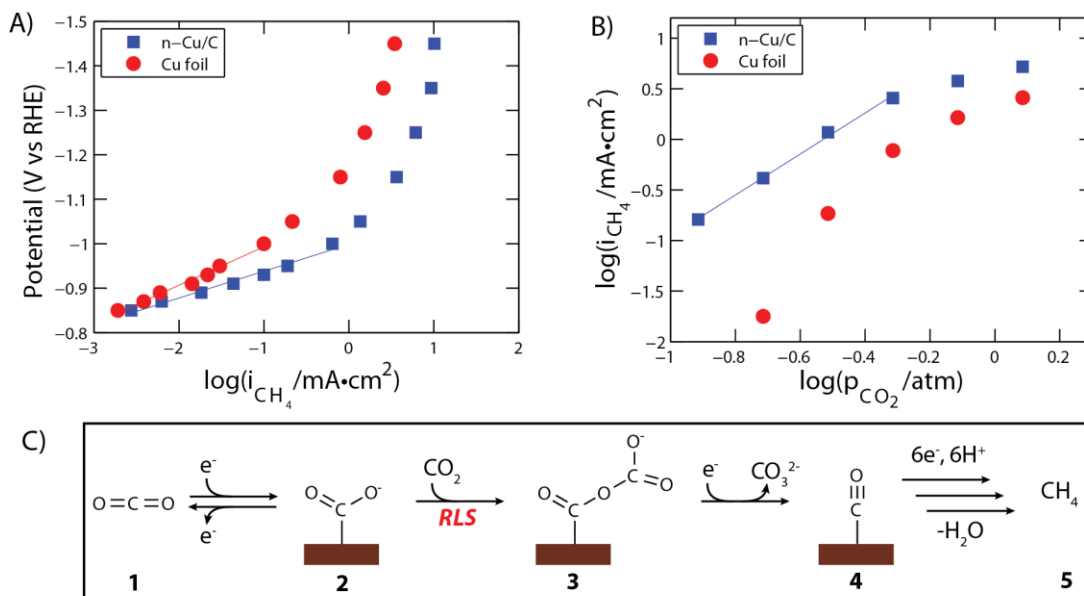 A)
n−Cu/C
Cu foil
Potential (V vs RHE)
−1.5
−1.4
−1.3
−1.2
−1.1
−1
−0.9
−0.8
−3
−2
−1
0
1
2
log(i_CH₄ /mA•cm²)
B)
n−Cu/C
Cu foil
log(i_CH₄ /mA•cm²)
1
0.5
0
−0.5
−1
−1.5
−2
−1
−0.8
−0.6
−0.4
−0.2
0
0.2
log(p_CO₂ /atm)
C)
O=C=O
1
e⁻
e⁻
O
O⁻
C
2
CO₂
RLS
O⁻
C
O
O
O
C
3
e⁻
CO₃²⁻
O
C
4
6e⁻, 6H⁺
-H₂O
CH₄
5